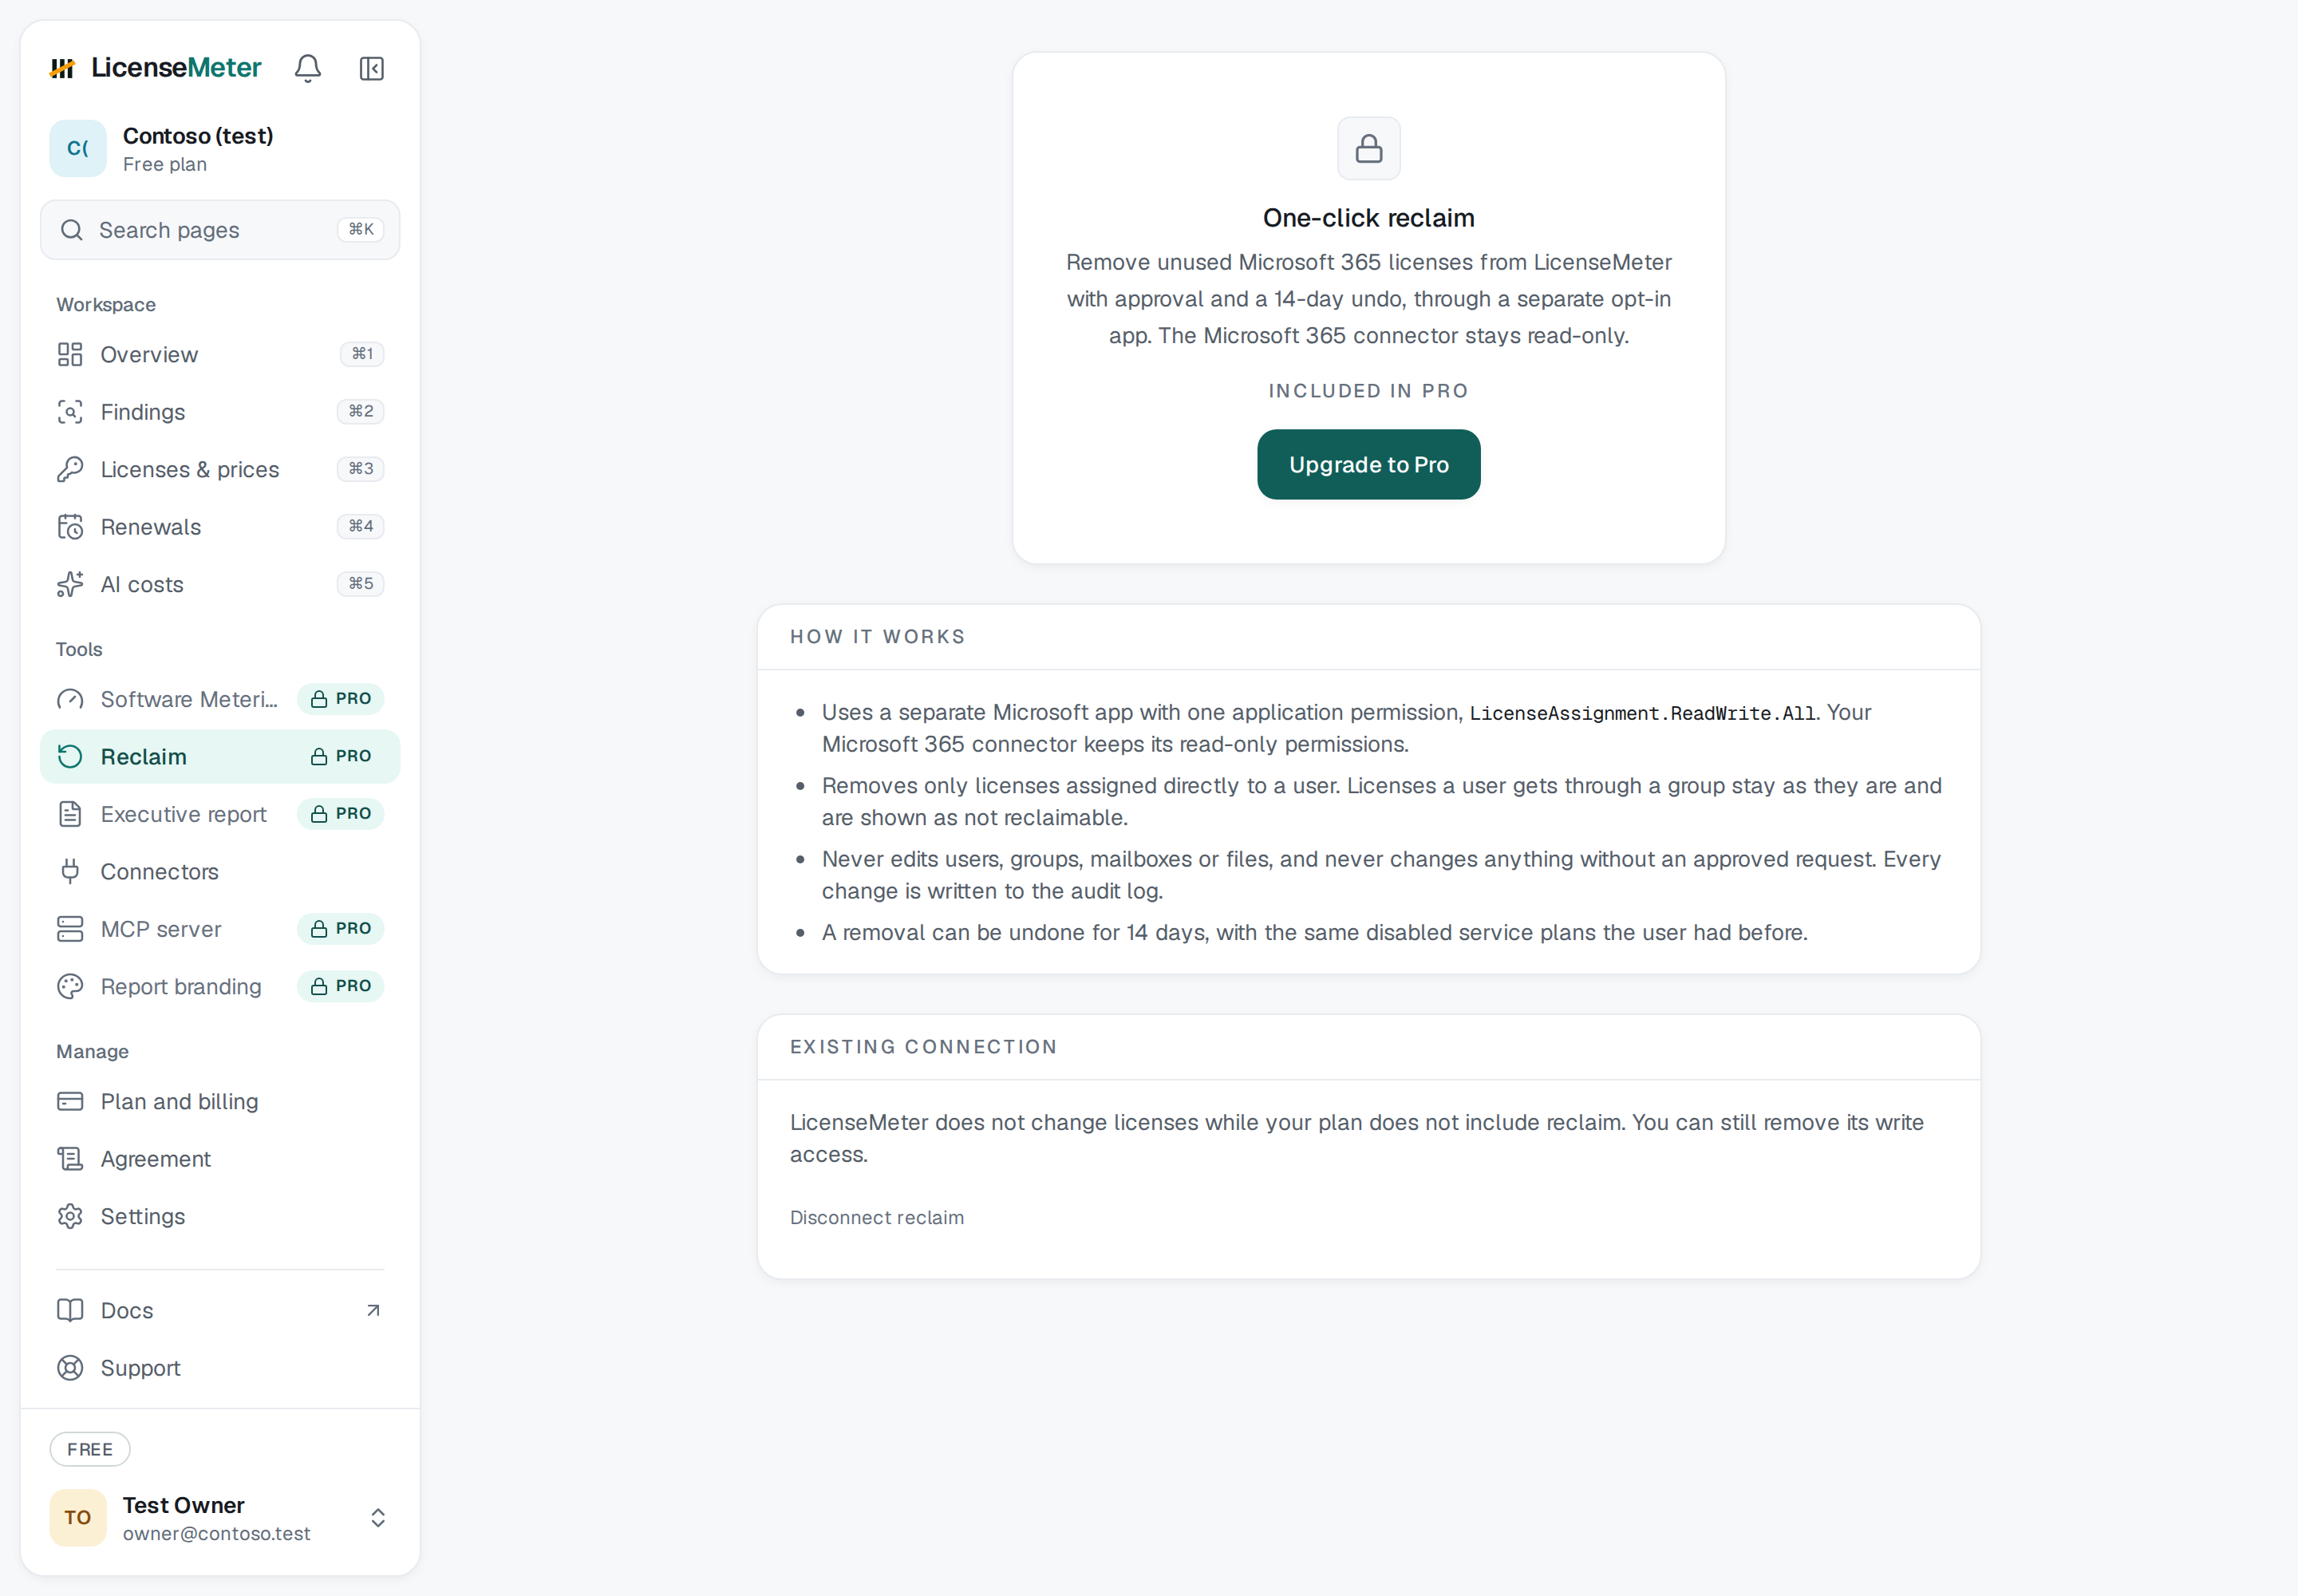 LicenseMeter
C(
Contoso (test)
Free plan
Search pages ⌘K
Workspace
Overview ⌘1
Findings ⌘2
Licenses & prices ⌘3
Renewals ⌘4
AI costs ⌘5
Tools
Software Meteri... PRO
Reclaim PRO
Executive report PRO
Connectors
MCP server PRO
Report branding PRO
Manage
Plan and billing
Agreement
Settings
Docs
Support
FREE
TO
Test Owner
owner@contoso.test
One-click reclaim
Remove unused Microsoft 365 licenses from LicenseMeter
with approval and a 14-day undo, through a separate opt-in
app. The Microsoft 365 connector stays read-only.
INCLUDED IN PRO
Upgrade to Pro
HOW IT WORKS
• Uses a separate Microsoft app with one application permission, LicenseAssignment.ReadWrite.All. Your
Microsoft 365 connector keeps its read-only permissions.
• Removes only licenses assigned directly to a user. Licenses a user gets through a group stay as they are and
are shown as not reclaimable.
• Never edits users, groups, mailboxes or files, and never changes anything without an approved request. Every
change is written to the audit log.
• A removal can be undone for 14 days, with the same disabled service plans the user had before.
EXISTING CONNECTION
LicenseMeter does not change licenses while your plan does not include reclaim. You can still remove its write
access.
Disconnect reclaim